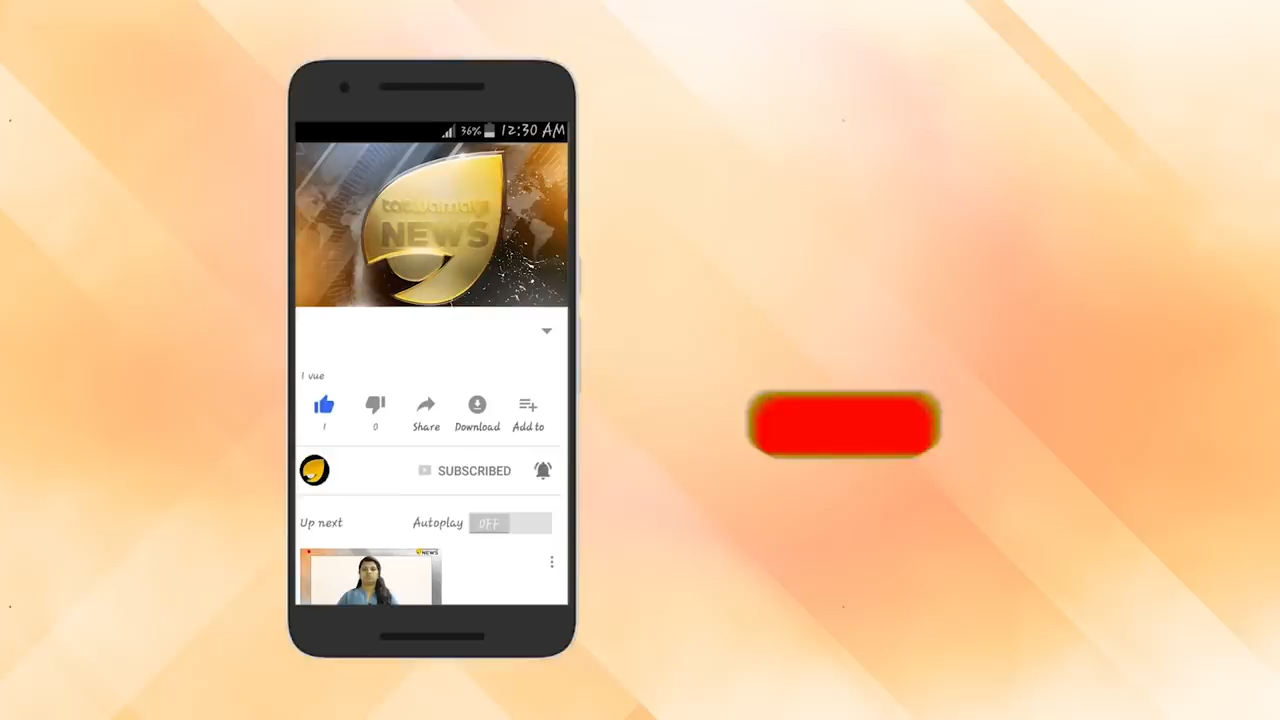 36% 12:30 AM
tatwamayi
NEWS
1 vue
1 0 Share Download Add to
SUBSCRIBED
Up next Autoplay OFF
NEWS